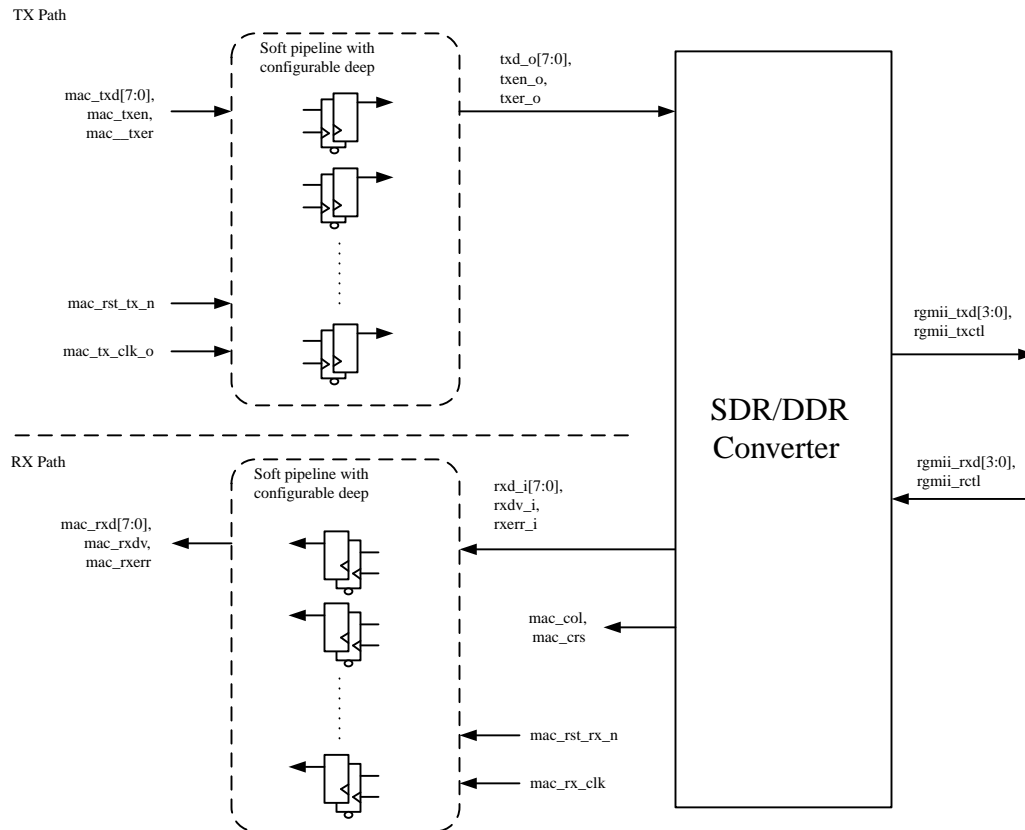 TX Path
Soft pipeline with
configurable deep
mac_txd[7:0],
mac_txen,
mac__txer
txd_o[7:0],
txen_o,
txer_o
mac_rst_tx_n
mac_tx_clk_o
rgmii_txd[3:0],
rgmii_txctl
SDR/DDR
Converter
RX Path
Soft pipeline with
configurable deep
mac_rxd[7:0],
mac_rxdv,
mac_rxerr
rxd_i[7:0],
rxdv_i,
rxerr_i
rgmii_rxd[3:0],
rgmii_rctl
mac_col,
mac_crs
mac_rst_rx_n
mac_rx_clk